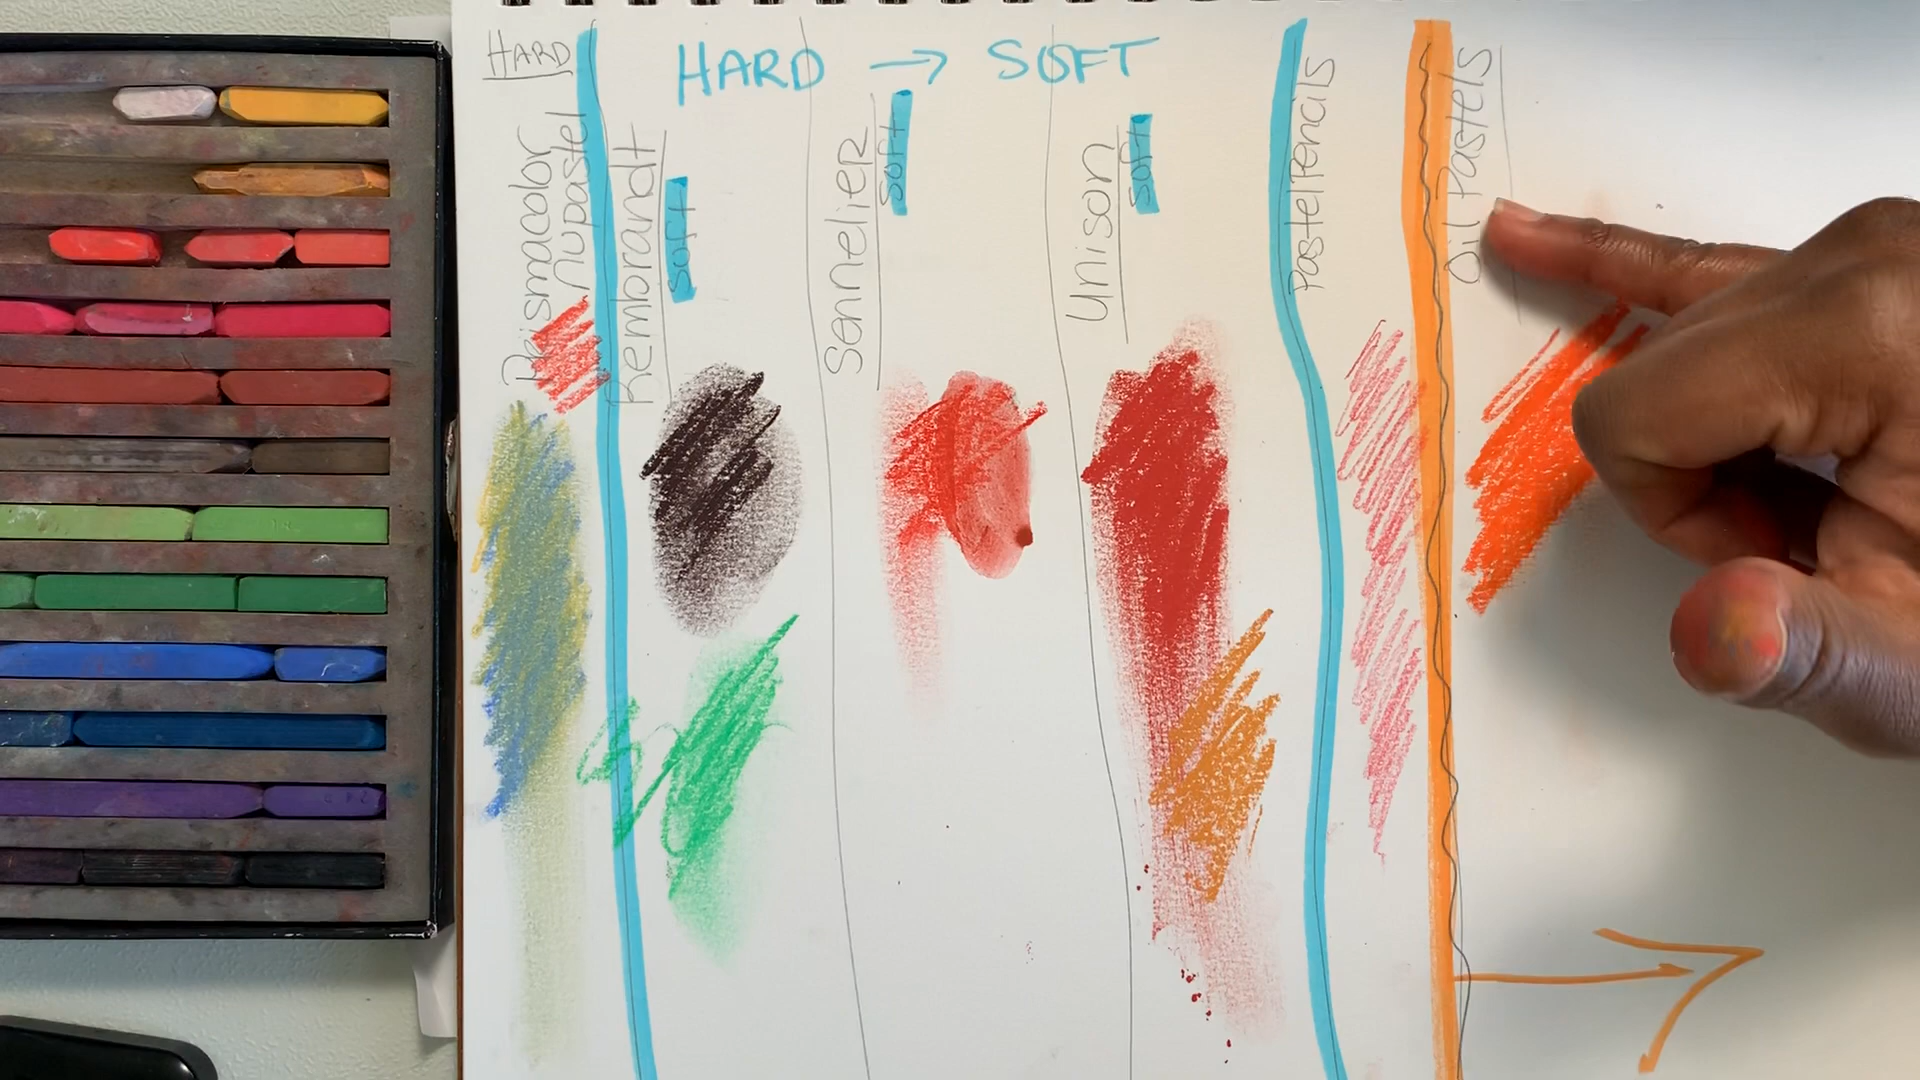 HARD
HARD → SOFT
Prismacolor
nupastel
Rembrandt
soft
Sennelier
soft
Unison
soft
Pastel Pencils
Oil Pastels